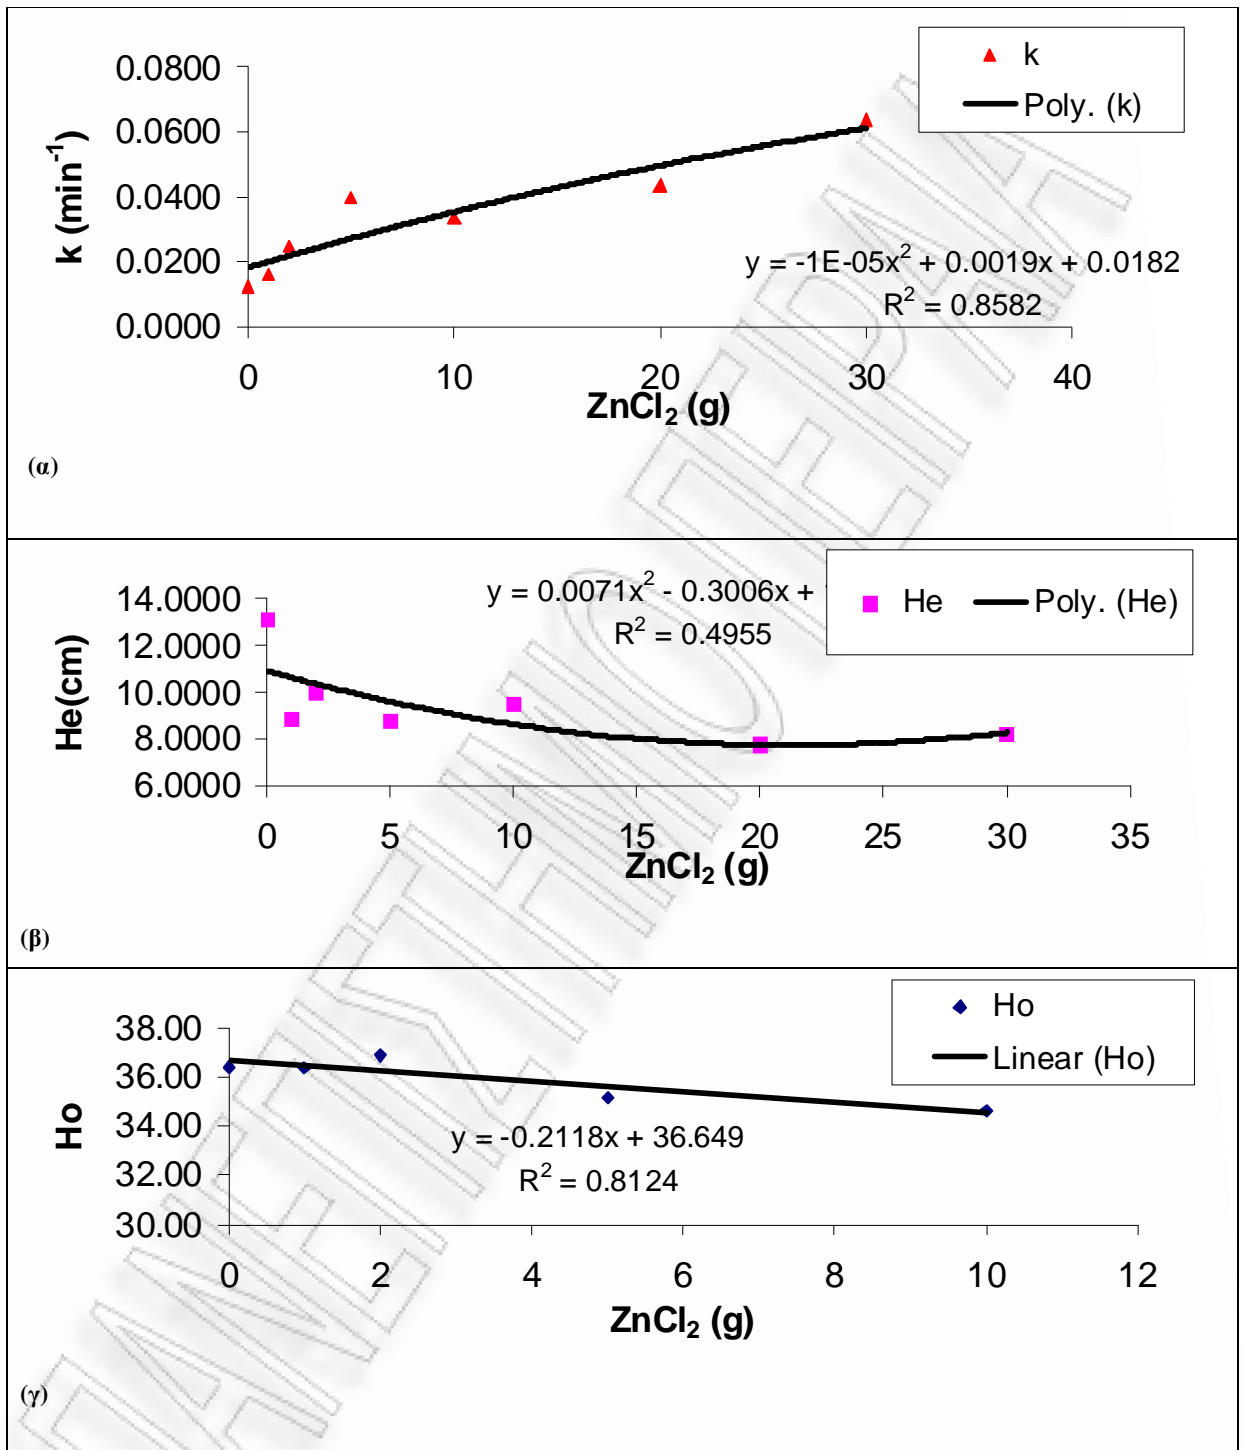 k
Poly. (k)
0.0800
0.0600
0.0400
0.0200
0.0000
k (min⁻¹)
y = -1E-05x² + 0.0019x + 0.0182
R² = 0.8582
0 10 20 30 40
ZnCl₂ (g)
(α)
y = 0.0071x² - 0.3006x +
R² = 0.4955
He Poly. (He)
14.0000
12.0000
10.0000
8.0000
6.0000
He(cm)
0 5 10 15 20 25 30 35
ZnCl₂ (g)
(β)
Ho
Linear (Ho)
38.00
36.00
34.00
32.00
30.00
Ho
y = -0.2118x + 36.649
R² = 0.8124
0 2 4 6 8 10 12
ZnCl₂ (g)
(γ)